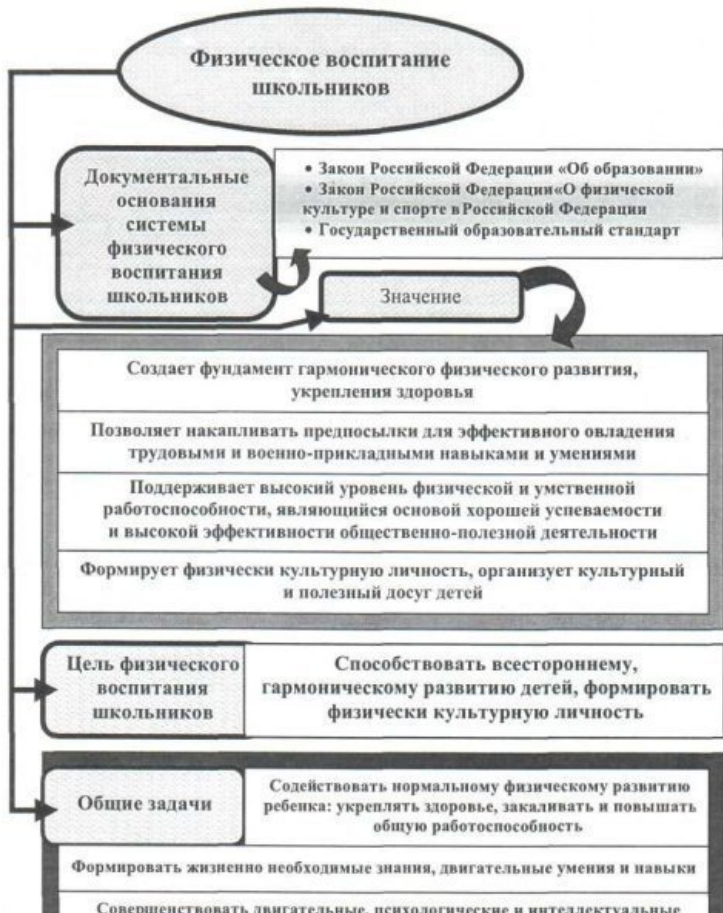 Физическое воспитание
школьников
Документальные
основания
системы
физического
воспитания
школьников
• Закон Российской Федерации «Об образовании»
• Закон Российской Федерации«О физической
культуре и спорте в Российской Федерации
• Государственный образовательный стандарт
Значение
Создает фундамент гармонического физического развития,
укрепления здоровья
Позволяет накапливать предпосылки для эффективного овладения
трудовыми и военно-прикладными навыками и умениями
Поддерживает высокий уровень физической и умственной
работоспособности, являющийся основой хорошей успеваемости
и высокой эффективности общественно-полезной деятельности
Формирует физически культурную личность, организует культурный
и полезный досуг детей
Цель физического
воспитания
школьников
Способствовать всестороннему,
гармоническому развитию детей, формировать
физически культурную личность
Общие задачи
Содействовать нормальному физическому развитию
ребенка: укреплять здоровье, закаливать и повышать
общую работоспособность
Формировать жизненно необходимые знания, двигательные умения и навыки
Совершенствовать двигательные, психологические и интеллектуальные